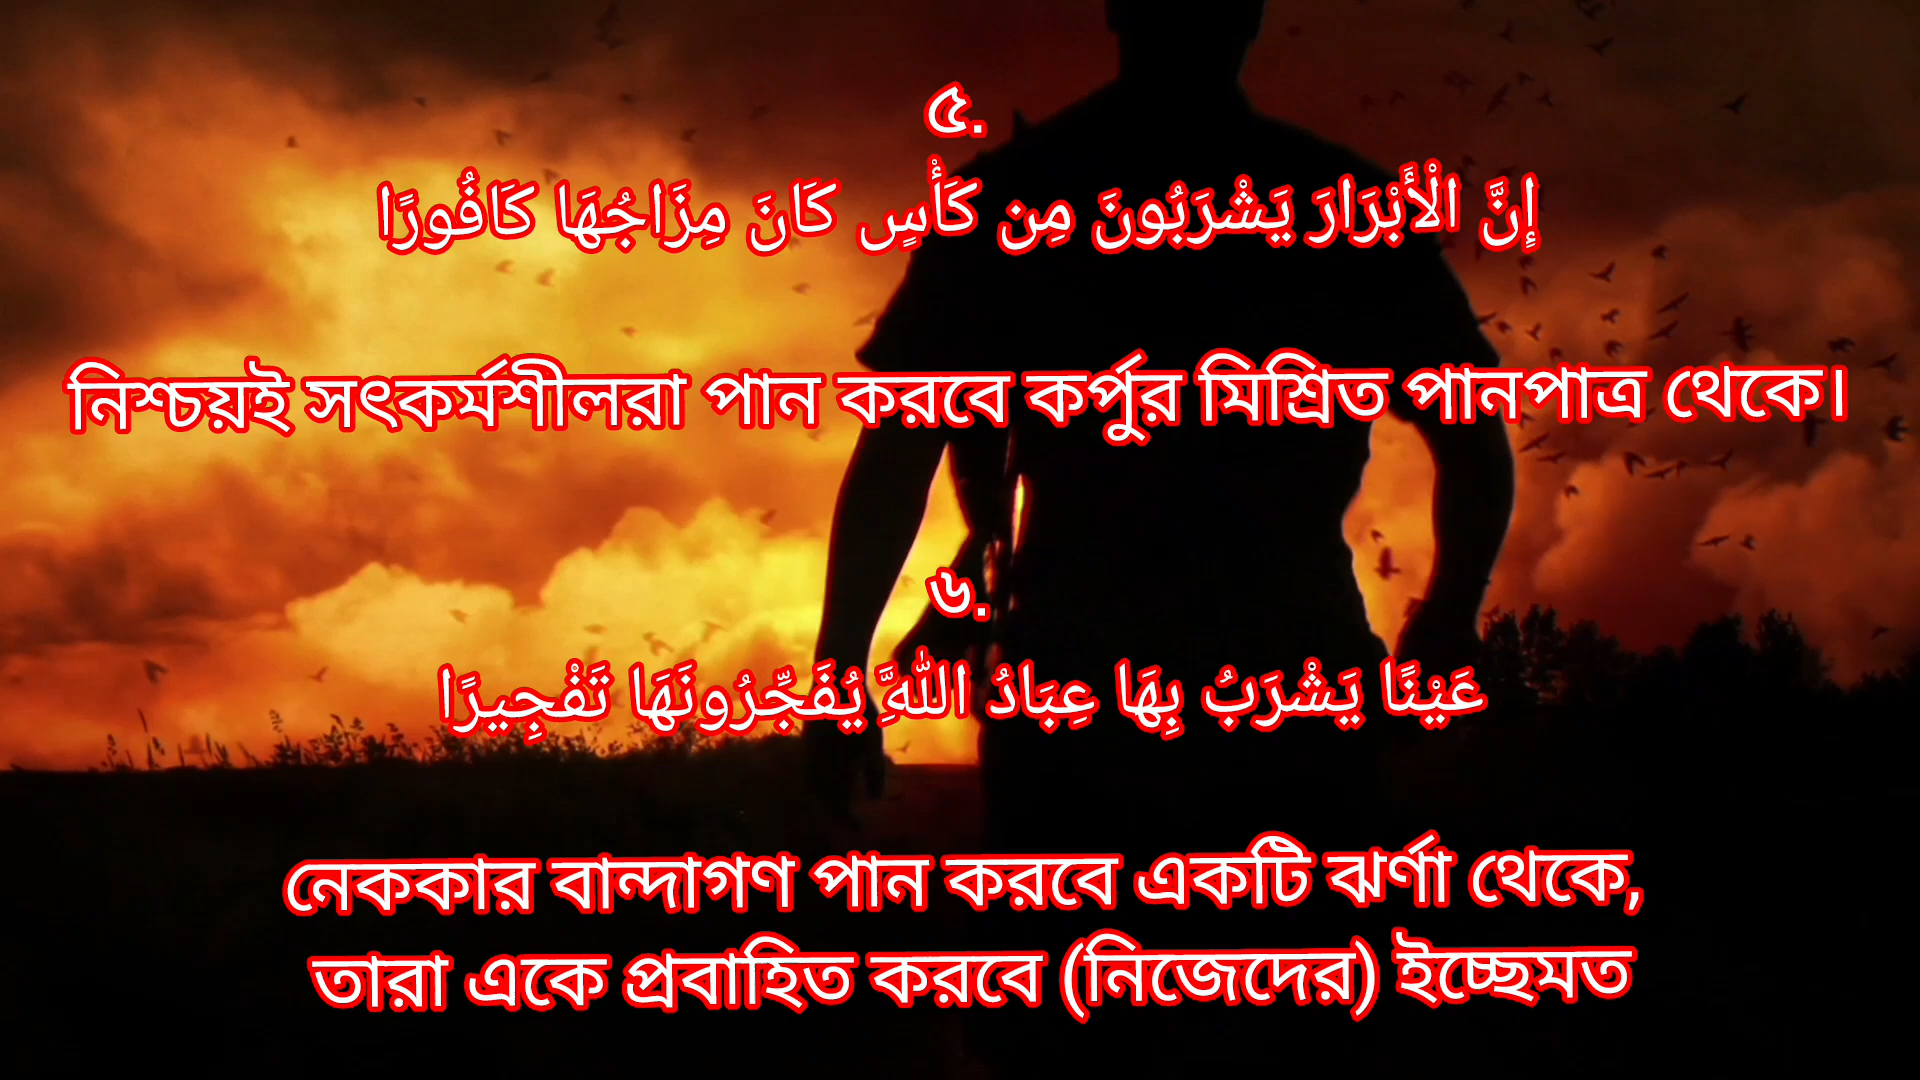 ৫.
إِنَّ الْأَبْرَارَ يَشْرَبُونَ مِن كَأْسٍ كَانَ مِزَاجُهَا كَافُورًا
নিশ্চয়ই সৎকর্মশীলরা পান করবে কর্পুর মিশ্রিত পানপাত্র থেকে।
৬.
عَيْنًا يَشْرَبُ بِهَا عِبَادُ اللَّهِ يُفَجِّرُونَهَا تَفْجِيرًا
নেককার বান্দাগণ পান করবে একটি ঝর্ণা থেকে,
তারা একে প্রবাহিত করবে (নিজেদের) ইচ্ছেমত